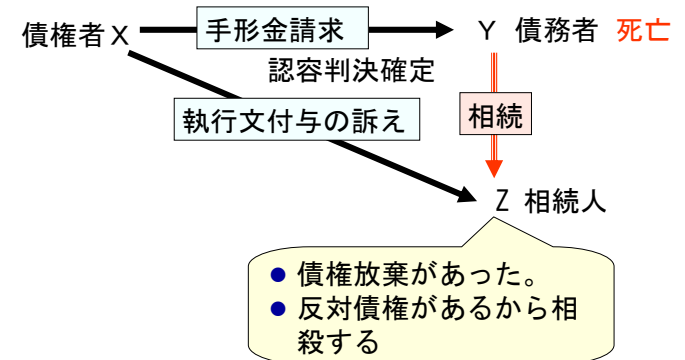 債権者X
手形金請求
Y 債務者 死亡
認容判決確定
執行文付与の訴え
相続
Z 相続人
● 債権放棄があった。
● 反対債権があるから相
殺する